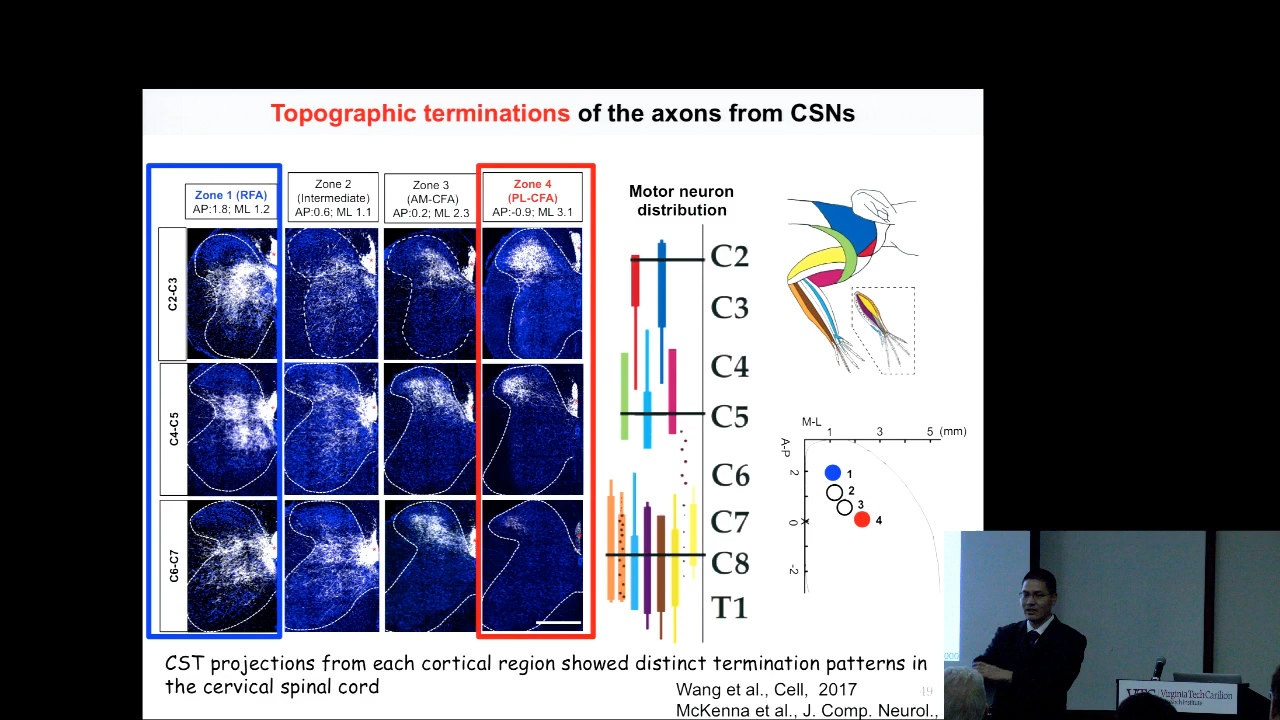 Topographic terminations of the axons from CSNs
Zone 1 (RFA)
AP:1.8; ML 1.2
Zone 2
(Intermediate)
AP:0.6; ML 1.1
Zone 3
(AM-CFA)
AP:0.2; ML 2.3
Zone 4
(PL-CFA)
AP:-0.9; ML 3.1
C2-C3
C4-C5
C6-C7
Motor neuron
distribution
C2
C3
C4
C5
C6
C7
C8
T1
M-L
1 3 5 (mm)
A-P
2
0
-2
1
2
3
4
CST projections from each cortical region showed distinct termination patterns in
the cervical spinal cord
Wang et al., Cell, 2017
McKenna et al., J. Comp. Neurol.,
49
Virginia Tech Carilion